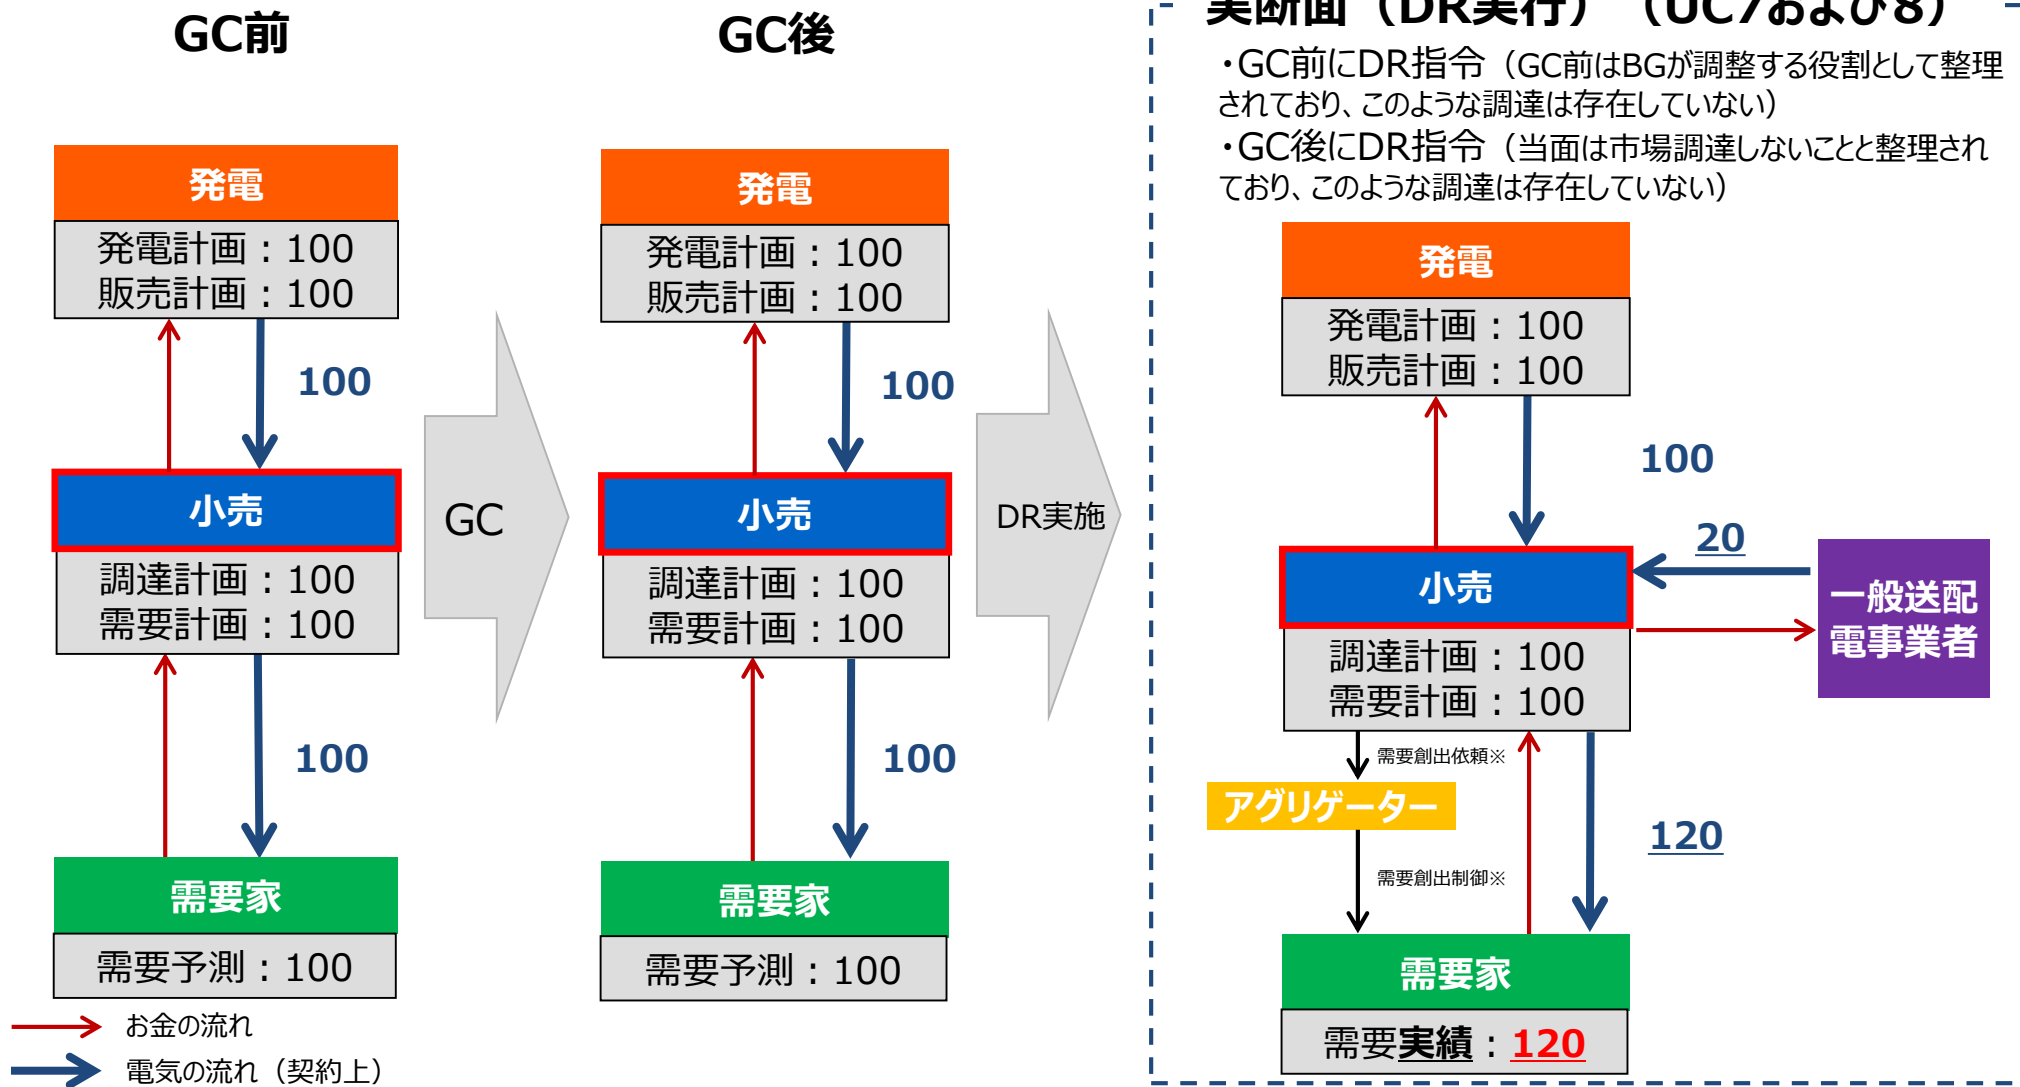 GC前
発電
発電計画：100
販売計画：100
100
小売
調達計画：100
需要計画：100
100
需要家
需要予測：100
お金の流れ
電気の流れ（契約上）
GC
GC後
発電
発電計画：100
販売計画：100
100
小売
調達計画：100
需要計画：100
100
需要家
需要予測：100
DR実施
実断面（DR実行）（UC7および8）
・GC前にDR指令（GC前はBGが調整する役割として整理
されており、このような調達は存在していない）
・GC後にDR指令（当面は市場調達しないことと整理され
ており、このような調達は存在していない）
発電
発電計画：100
販売計画：100
100
小売
20
一般送配
電事業者
調達計画：100
需要計画：100
需要創出依頼※
アグリゲーター
120
需要創出制御※
需要家
需要実績：120